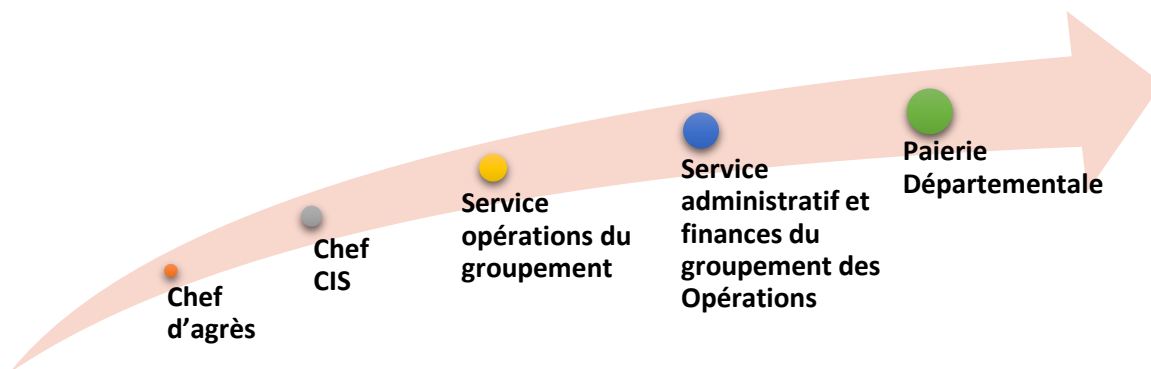 Chef
d’agrès
Chef
CIS
Service
opérations du
groupement
Service
administratif et
finances du
groupement des
Opérations
Paierie
Départementale